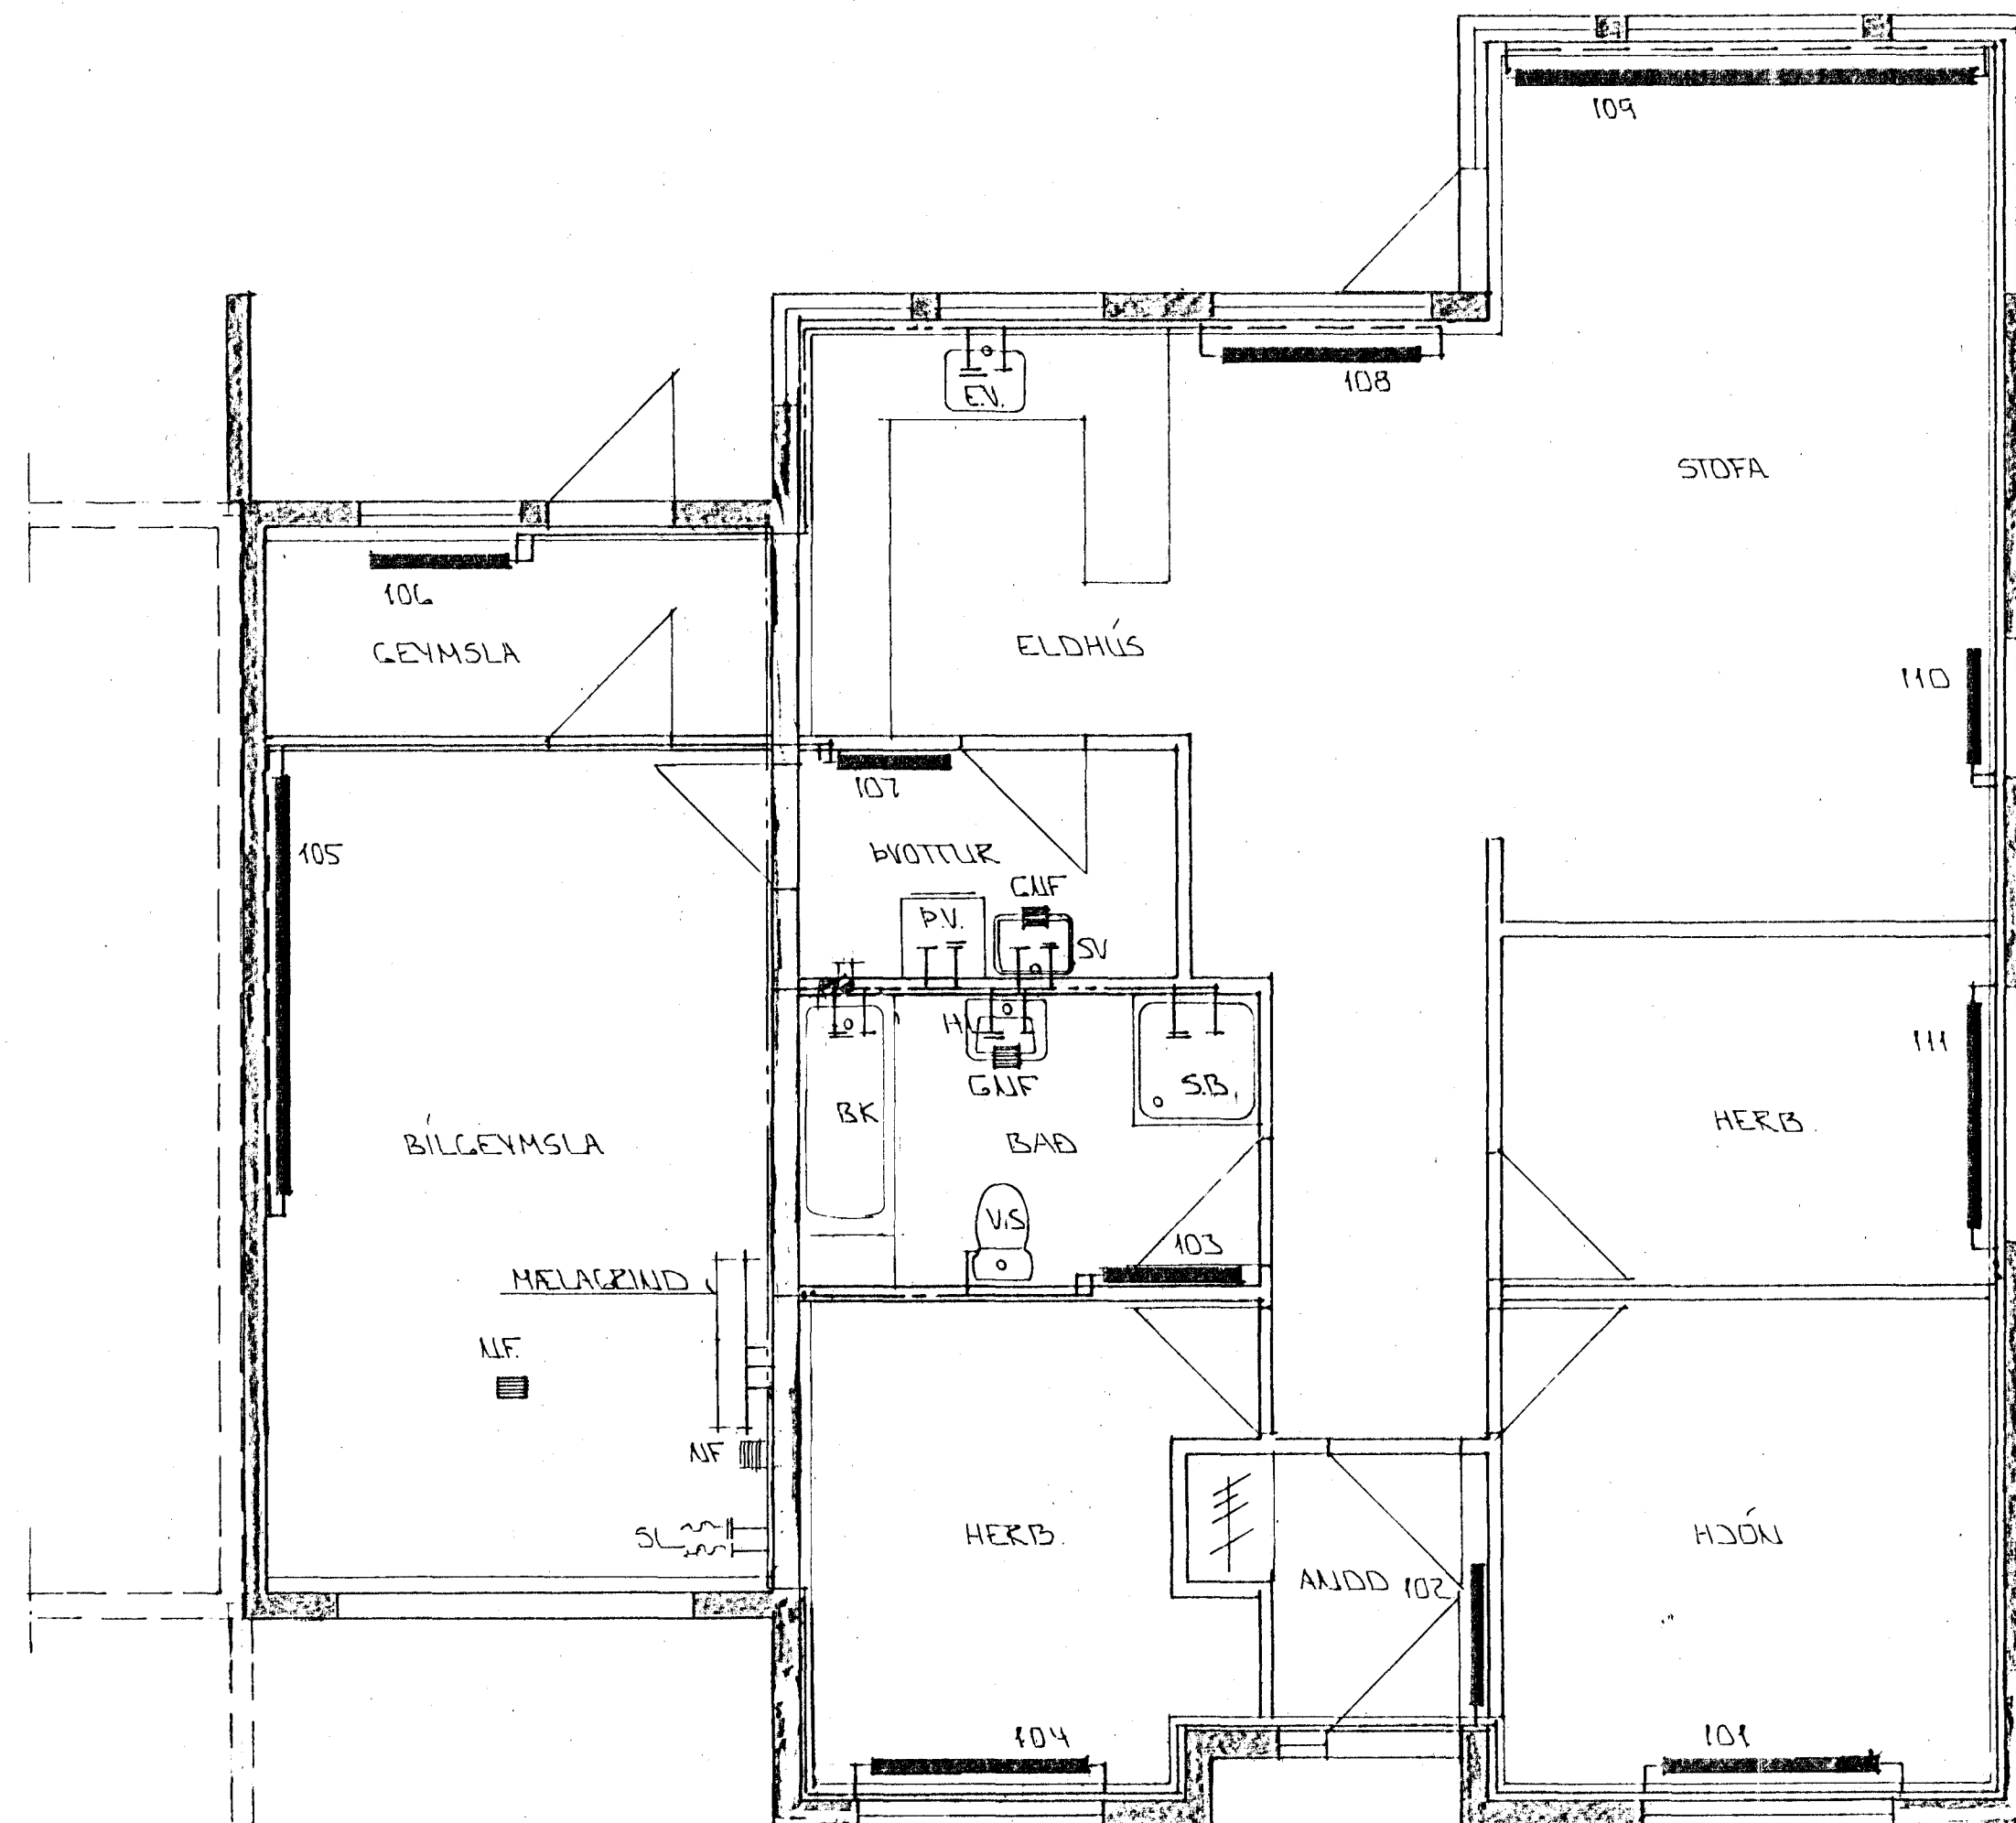 109
108
E.V.
STOFA
106
GEYMSLA
ELDHÚS
110
107
105
ÞVOTTUR
GNF
Þ.V.
SV
111
GNF
S.B.
BK
HERB.
BÍLGEYMSLA
BAÐ
V.S
103
MÆLAGRIND
N.F.
NF
SL
HERB.
HJÓN
ANDD
102
104
101